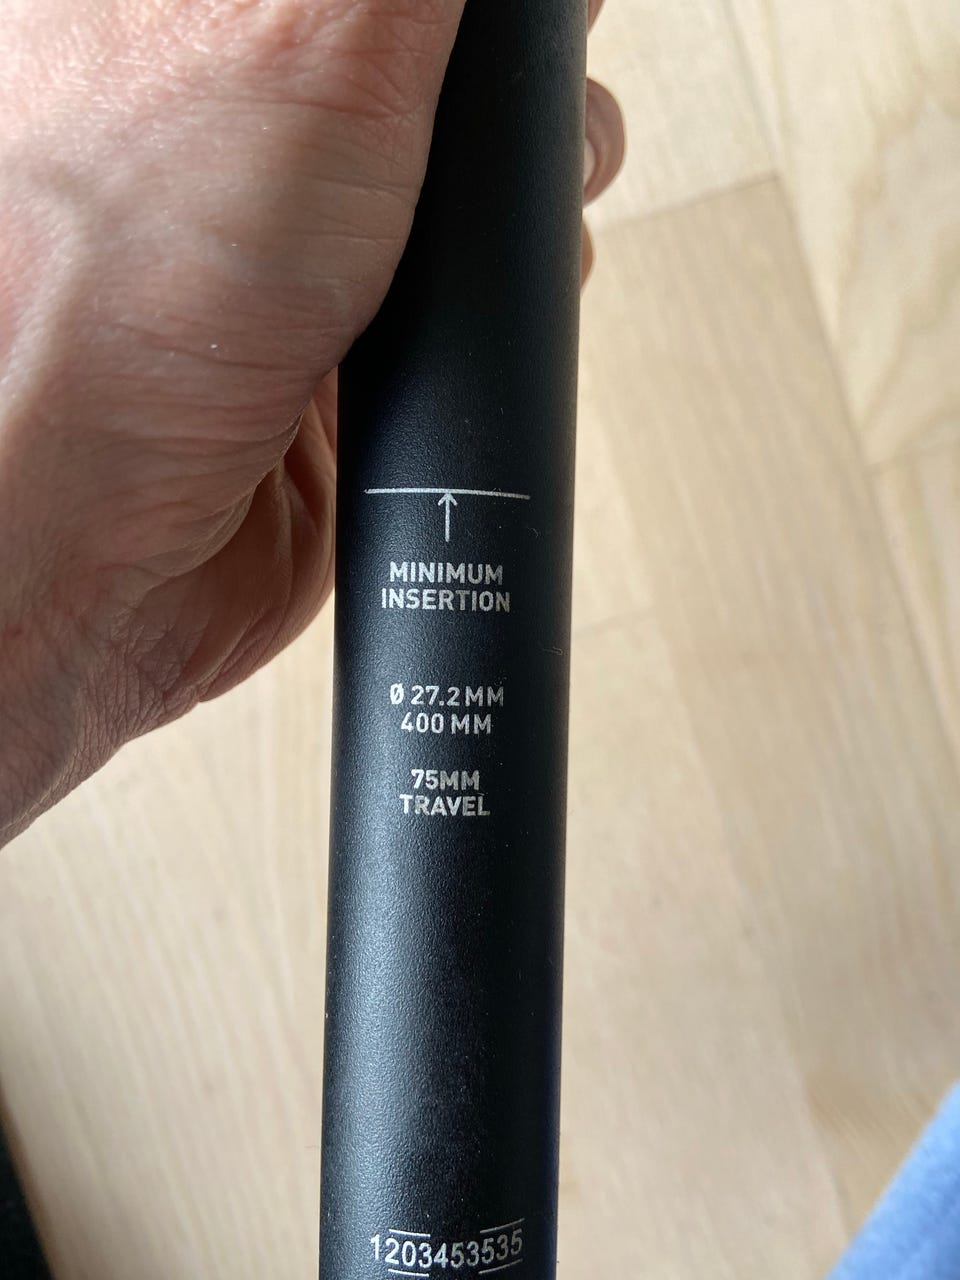 MINIMUM
INSERTION
Ø 27.2MM
400 MM
75MM
TRAVEL
1203453535